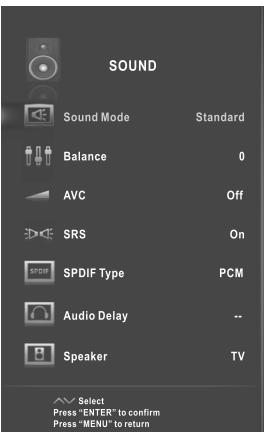 SOUND
Sound Mode Standard
Balance 0
AVC Off
SRS On
SPDIF SPDIF Type PCM
Audio Delay --
Speaker TV
Select
Press "ENTER" to confirm
Press "MENU" to return